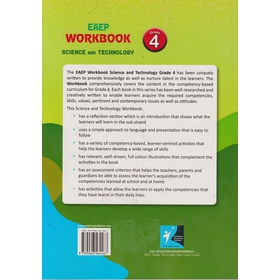 EAEP
WORKBOOK
SCIENCE AND TECHNOLOGY
GRADE
4
The EAEP Workbook Science and Technology Grade 4 has been uniquely
written to provide knowledge as well as nurture talent in the learners. The
Workbook comprehensively covers the content in the competency-based
curriculum for Grade 4. Each book in this series has been well-researched and
creatively written to enable learners acquire the required competencies,
skills, values, pertinent and contemporary issues as well as attitudes.
This Science and Technology Workbook:
- has a reflection section which is an introduction that shows what the
learners will learn in the sub strand
- uses a simple approach to language and presentation that is easy to
follow
- has a variety of competency-based, learner-centred activities that
helps the learners develop a wide range of skills
- has relevant, well-drawn, full colour illustrations that complement the
activities in the book
- has an assessment criterion that helps the teachers, parents and
guardians be able to assess the learner's acquisition of the
competencies learned at school and at home
- has activities that allow the learners to apply the competencies that
they have learnt in their daily lives.